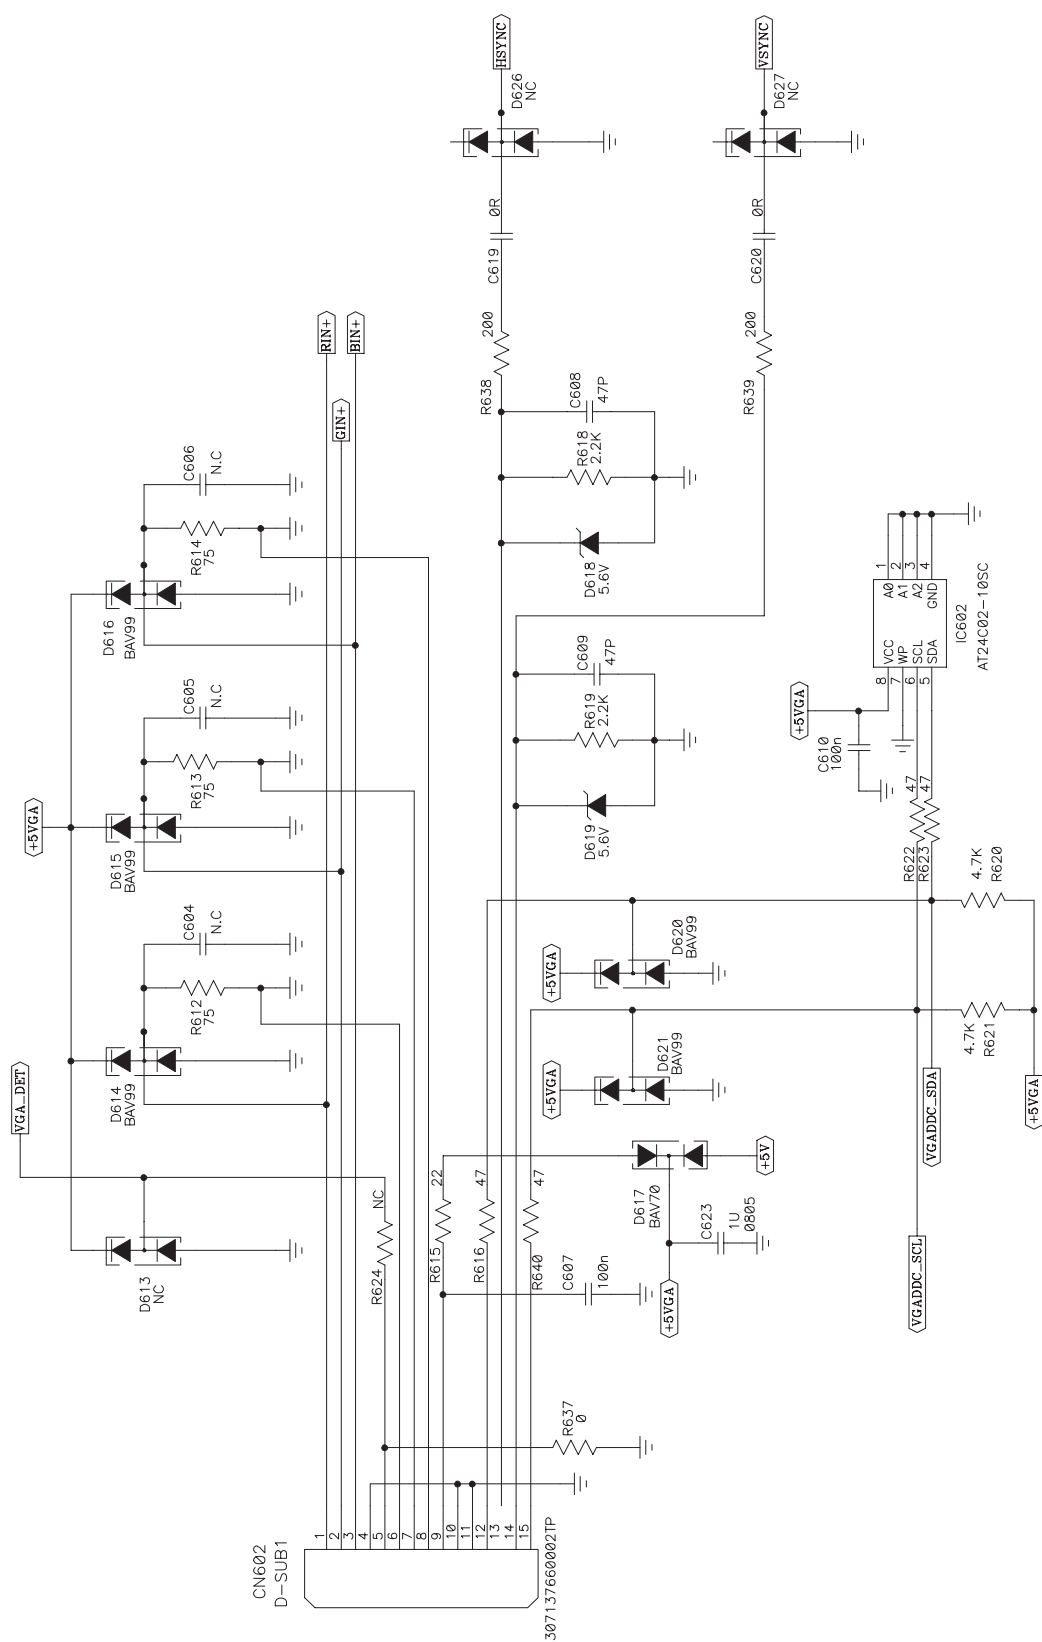 HSYNC
D626
NC
0R
C619
200
R638
VSYNC
D627
NC
0R
C620
200
R639
RIN+
BIN+
GIN+
C606
N.C
R614
75
D616
BAV99
C605
N.C
R613
75
D615
BAV99
+5VGA
C604
N.C
R612
75
D614
BAV99
VGA_DET
D613
NC
C608
47P
R618
2.2K
D618
5.6V
C609
47P
R619
2.2K
D619
5.6V
1
2
3
4
A0
A1
A2
GND
VCC
WP
SCL
SDA
8
7
6
5
IC602
AT24C02-10SC
+5VGA
C610
100n
47
47
R622
R623
4.7K
R620
4.7K
R621
+5VGA
D620
BAV99
+5VGA
D621
BAV99
VGADDC_SDA
+5VGA
VGADDC_SCL
NC
R624
22
R615
47
R616
47
R640
D617
BAV70
+5V
C623
1U
0805
+5VGA
C607
100n
R637
0
CN602
D-SUB1
1
2
3
4
5
6
7
8
9
10
11
12
13
14
15
307137660002TP